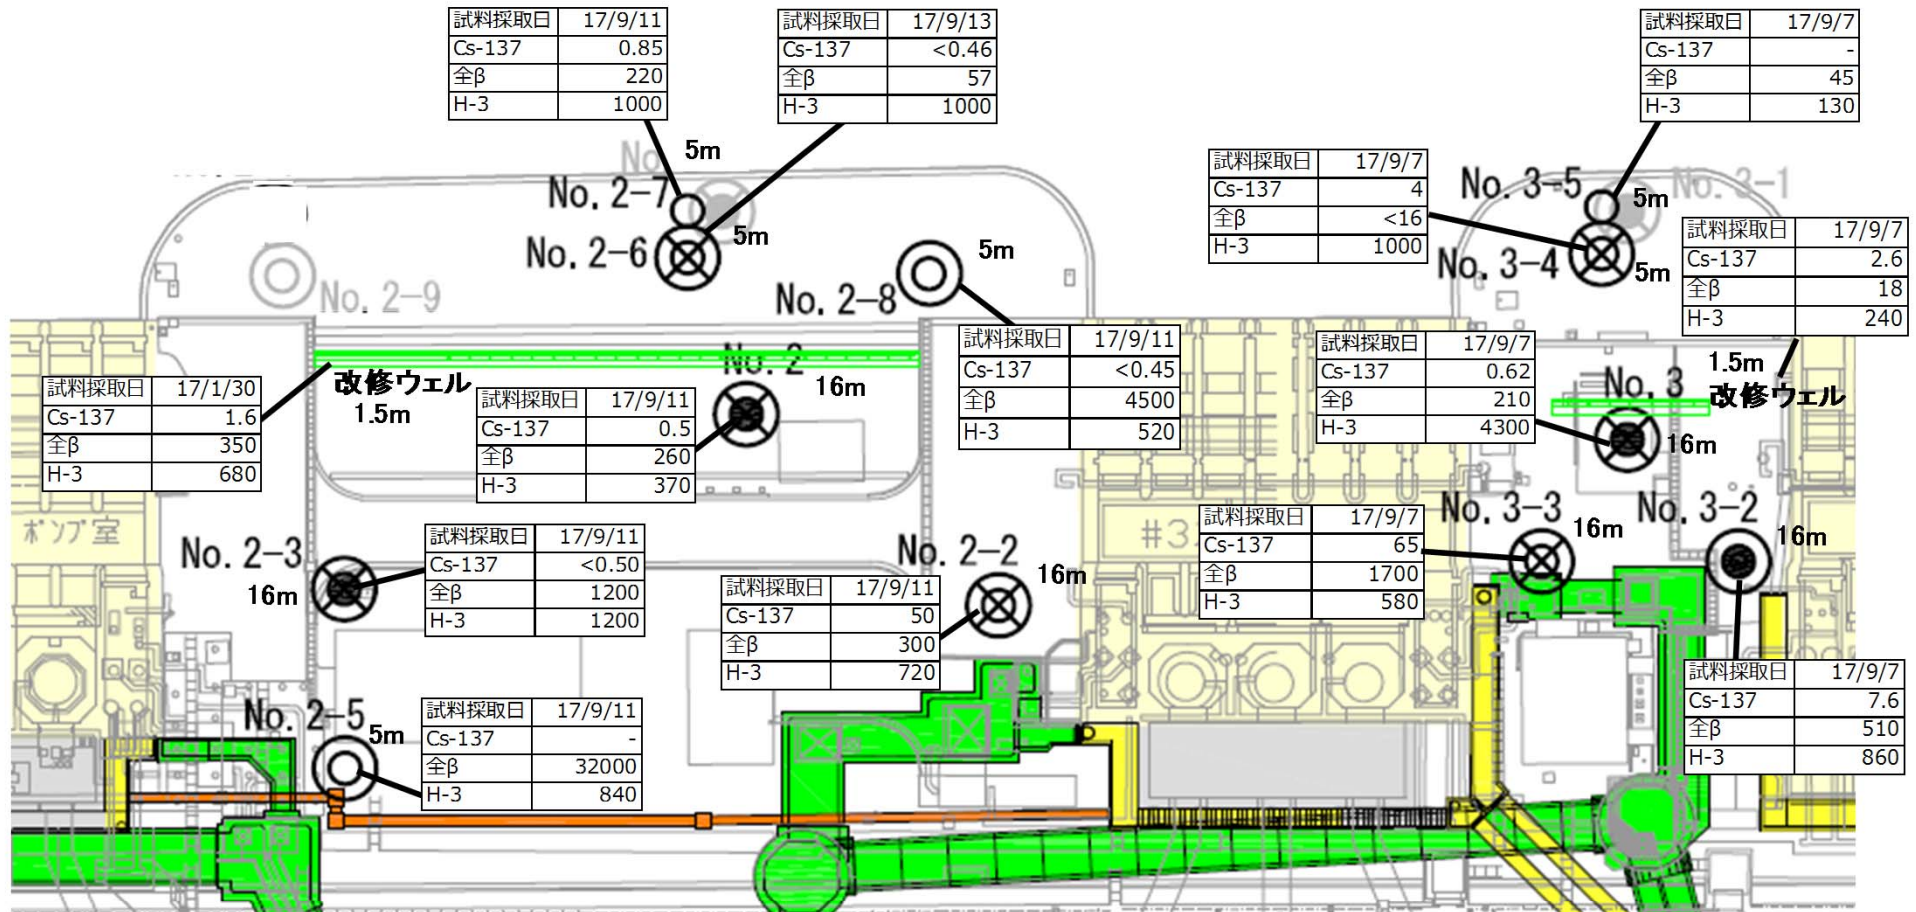 試料採取日 17/9/11
Cs-137 0.85
全β 220
H-3 1000
試料採取日 17/9/13
Cs-137 <0.46
全β 57
H-3 1000
試料採取日 17/9/7
Cs-137 -
全β 45
H-3 130
No
5m
No. 2-7
No. 2-6
5m
No. 2-9
No. 2-8
5m
試料採取日 17/9/7
Cs-137 4
全β <16
H-3 1000
No. 3-5
5m
No. 3-1
No. 3-4
5m
試料採取日 17/9/7
Cs-137 2.6
全β 18
H-3 240
試料採取日 17/1/30
Cs-137 1.6
全β 350
H-3 680
改修ウェル
1.5m
No. 2
16m
試料採取日 17/9/11
Cs-137 0.5
全β 260
H-3 370
試料採取日 17/9/11
Cs-137 <0.45
全β 4500
H-3 520
試料採取日 17/9/7
Cs-137 0.62
全β 210
H-3 4300
No. 3
16m
1.5m
改修ウェル
ポンプ室
No. 2-3
16m
試料採取日 17/9/11
Cs-137 <0.50
全β 1200
H-3 1200
No. 2-2
16m
試料採取日 17/9/11
Cs-137 50
全β 300
H-3 720
#3
試料採取日 17/9/7
Cs-137 65
全β 1700
H-3 580
No. 3-3
16m
No. 3-2
16m
試料採取日 17/9/7
Cs-137 7.6
全β 510
H-3 860
No. 2-5
5m
試料採取日 17/9/11
Cs-137 -
全β 32000
H-3 840